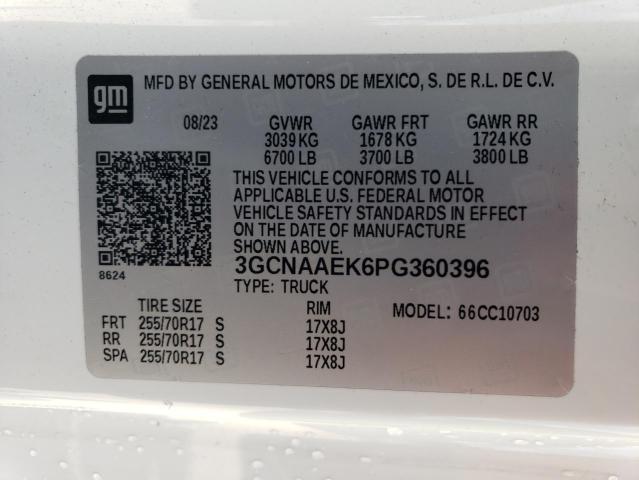 gm
MFD BY GENERAL MOTORS DE MEXICO, S. DE R.L. DE C.V.
08/23 GVWR GAWR FRT GAWR RR
3039 KG 1678 KG 1724 KG
6700 LB 3700 LB 3800 LB
THIS VEHICLE CONFORMS TO ALL
APPLICABLE U.S. FEDERAL MOTOR
VEHICLE SAFETY STANDARDS IN EFFECT
ON THE DATE OF MANUFACTURE
SHOWN ABOVE.
8624
3GCNAAEK6PG360396
TYPE: TRUCK
TIRE SIZE RIM MODEL: 66CC10703
FRT 255/70R17 S 17X8J
RR 255/70R17 S 17X8J
SPA 255/70R17 S 17X8J